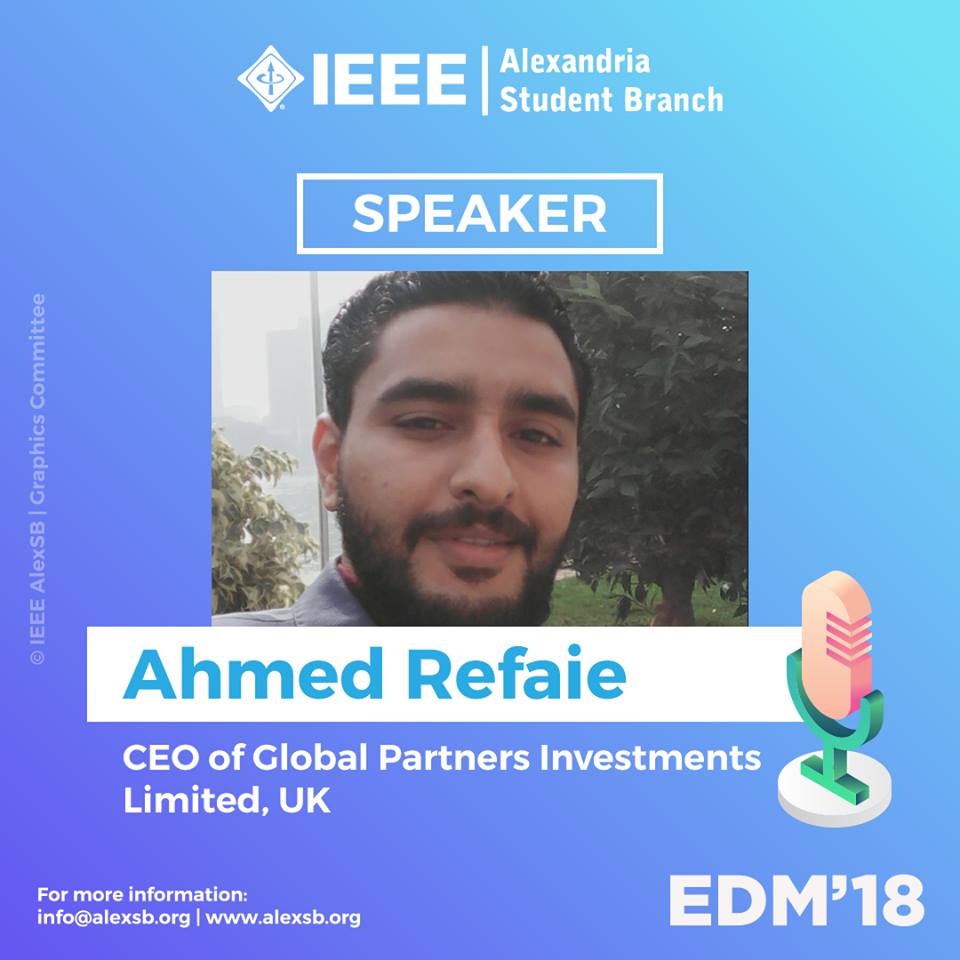 IEEE
Alexandria
Student Branch
SPEAKER
© IEEE AlexSB | Graphics Committee
Ahmed Refaie
CEO of Global Partners Investments
Limited, UK
For more information:
info@alexsb.org | www.alexsb.org
EDM’18